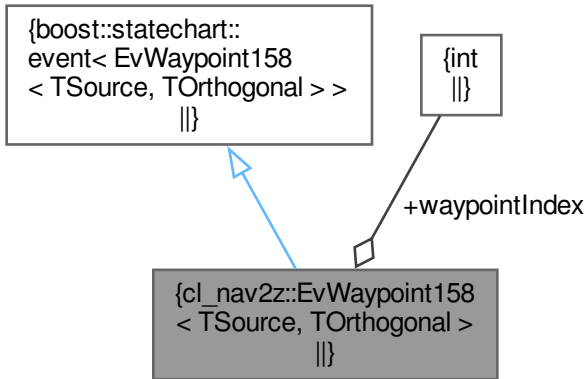 {boost::statechart::
event< EvWaypoint158
< TSource, TOrthogonal > >
||}
{int
||}
+waypointIndex
{cl_nav2z::EvWaypoint158
< TSource, TOrthogonal >
||}